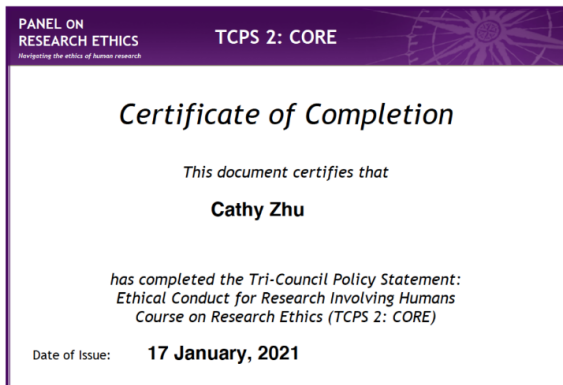 PANEL ON
RESEARCH ETHICS
TCPS 2: CORE
Navigating the ethics of human research
Certificate of Completion
This document certifies that
Cathy Zhu
has completed the Tri-Council Policy Statement:
Ethical Conduct for Research Involving Humans
Course on Research Ethics (TCPS 2: CORE)
Date of Issue: 17 January, 2021